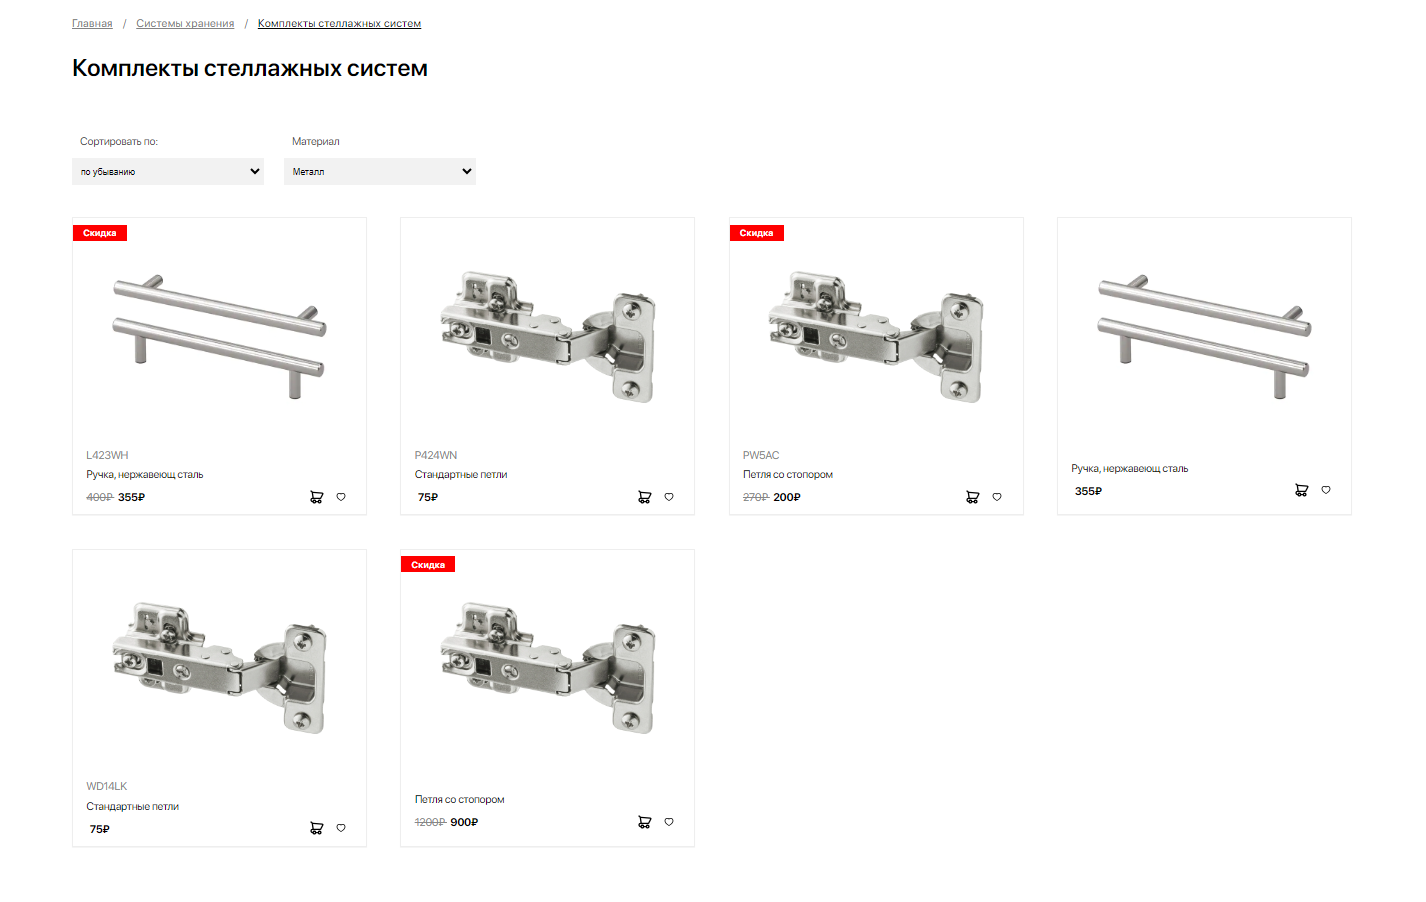 Главная / Системы хранения / Комплекты стеллажных систем
Комплекты стеллажных систем
Сортировать по: Материал
по убыванию Металл
Скидка
L423WH
Ручка, нержавеющ сталь
400₽ 355₽
P424WN
Стандартные петли
75₽
Скидка
PW5AC
Петля со стопором
270₽ 200₽
Ручка, нержавеющ сталь
355₽
WD14LK
Стандартные петли
75₽
Скидка
Петля со стопором
1200₽ 900₽